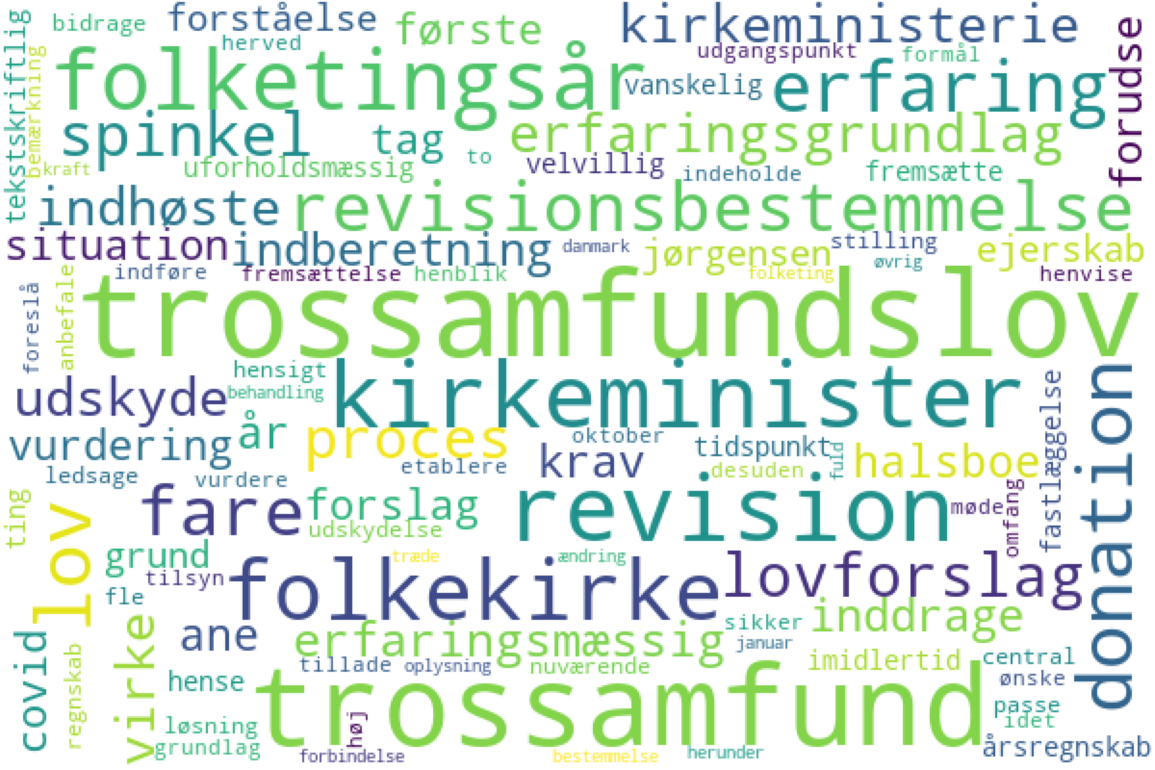 bidrage forståelse første kirkeministerie
herved udgangspunkt formål
folketingsår vanskelig erfaring forudse
tekstskriftlig bemærkning
spinkel tag to erfaringsgrundlag
kraft uforholdsmæssig velvillig indeholde fremsætte
indhøste revisionsbestemmelse
situation indberetning danmark jørgensen stilling ejerskab
øvrig
indføre fremsættelse henblik folketing henvise
foreslå anbefale trossamfundslov
hensigt kirkeminister
udskyde behandling
vurdering år proces oktober tidspunkt
krav fuld halsboe fastlæggelse donation
ledsage vurdere etablere desuden
ting fare forslag revision møde omfang
lov udskydelse
grund træde ændring
tilsyn folkekirke lovforslag
fle
ane erfaringsmæssig sikker inddrage
januar
covid regnskab virke tillade oplysning nuværende imidlertid central
hense trossamfund ønske
passe
løsning høj idet
grundlag forbindelse bestemmelse herunder årsregnskab